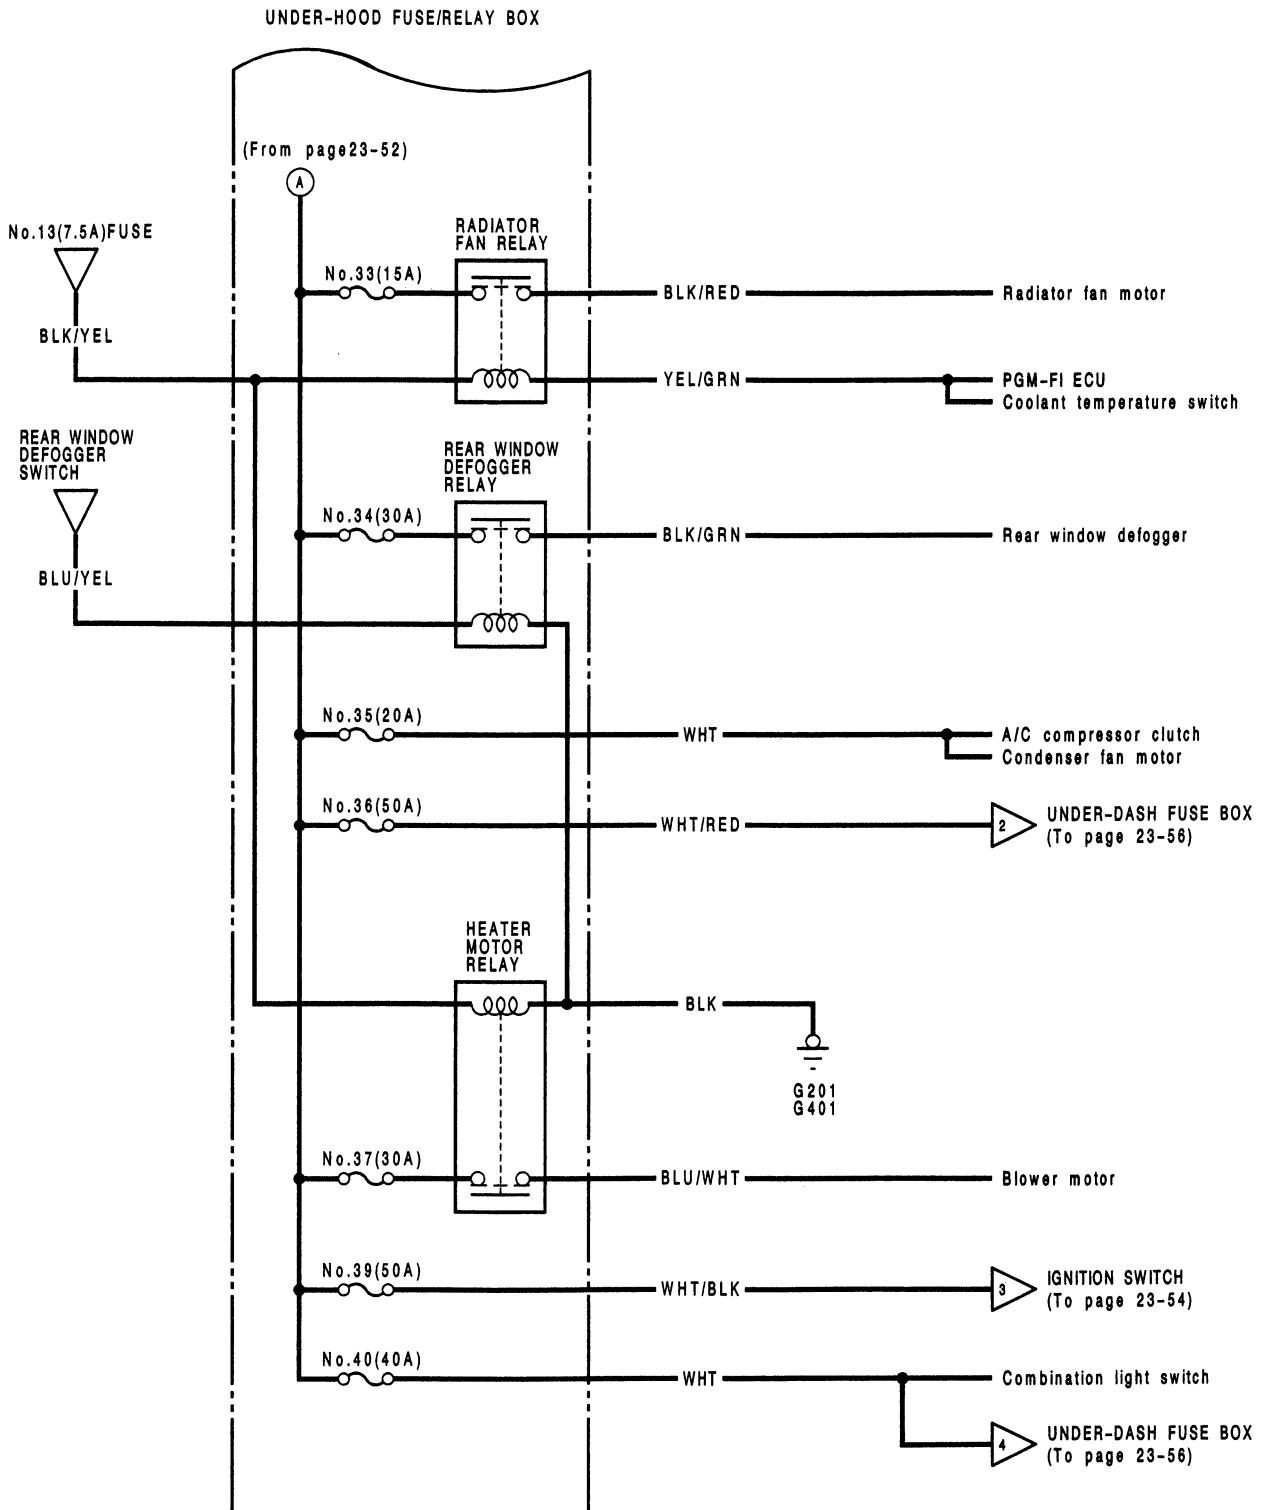 UNDER-HOOD FUSE/RELAY BOX
(From page23-52)
A
No.13(7.5A)FUSE
RADIATOR
FAN RELAY
No.33(15A)
BLK/RED
Radiator fan motor
BLK/YEL
YEL/GRN
PGM-FI ECU
Coolant temperature switch
REAR WINDOW
DEFOGGER
SWITCH
REAR WINDOW
DEFOGGER
RELAY
No.34(30A)
BLK/GRN
Rear window defogger
BLU/YEL
No.35(20A)
WHT
A/C compressor clutch
Condenser fan motor
No.36(50A)
WHT/RED
2
UNDER-DASH FUSE BOX
(To page 23-56)
HEATER
MOTOR
RELAY
BLK
G201
G401
No.37(30A)
BLU/WHT
Blower motor
No.39(50A)
WHT/BLK
3
IGNITION SWITCH
(To page 23-54)
No.40(40A)
WHT
Combination light switch
4
UNDER-DASH FUSE BOX
(To page 23-56)